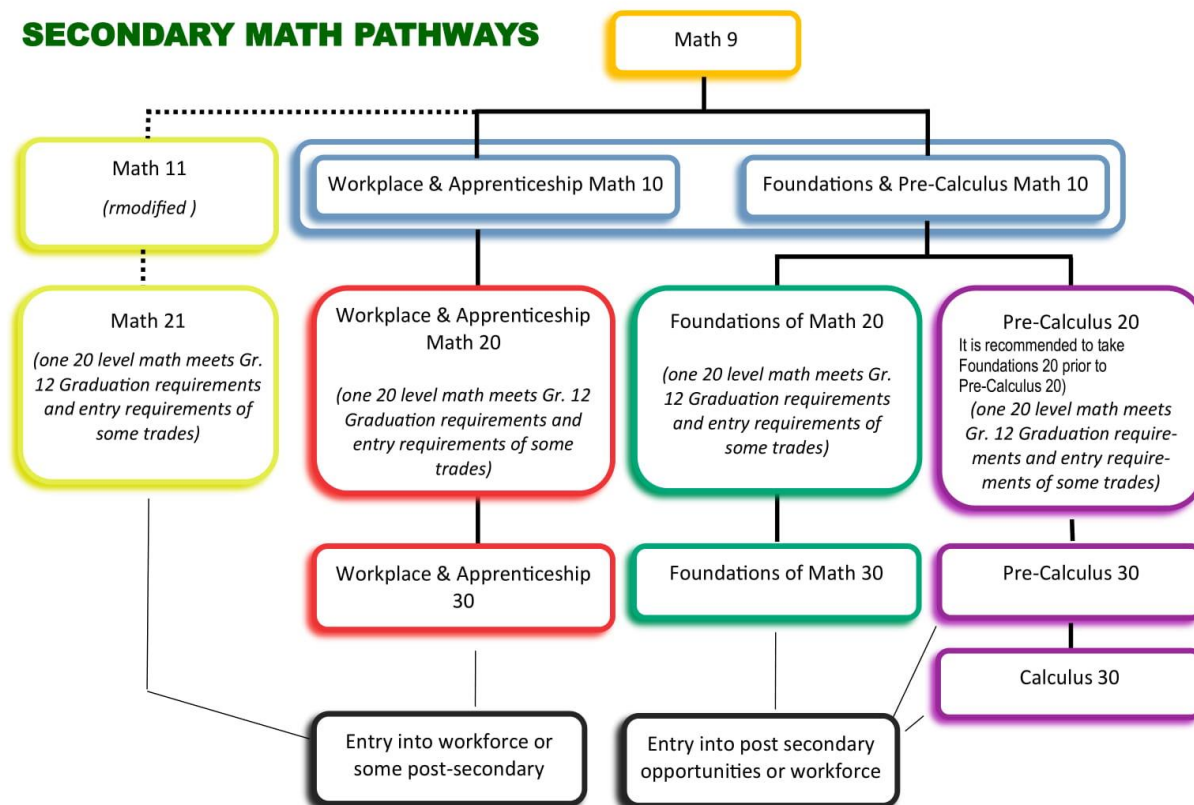 SECONDARY MATH PATHWAYS
Math 9
Math 11
(rmodified )
Workplace & Apprenticeship Math 10
Foundations & Pre-Calculus Math 10
Math 21
(one 20 level math meets Gr.
12 Graduation requirements
and entry requirements of
some trades)
Workplace & Apprenticeship
Math 20
(one 20 level math meets Gr. 12
Graduation requirements and
entry requirements of some
trades)
Foundations of Math 20
(one 20 level math meets Gr.
12 Graduation requirements
and entry requirements of
some trades)
Pre-Calculus 20
It is recommended to take
Foundations 20 prior to
Pre-Calculus 20)
(one 20 level math meets
Gr. 12 Graduation require-
ments and entry require-
ments of some trades)
Workplace & Apprenticeship
30
Foundations of Math 30
Pre-Calculus 30
Calculus 30
Entry into workforce or
some post-secondary
Entry into post secondary
opportunities or workforce